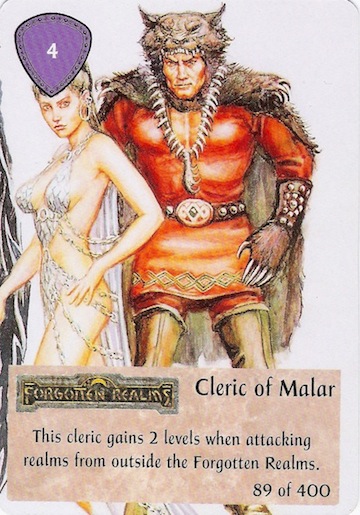 4
FORGOTTEN REALMS
Cleric of Malar
This cleric gains 2 levels when attacking
realms from outside the Forgotten Realms.
89 of 400